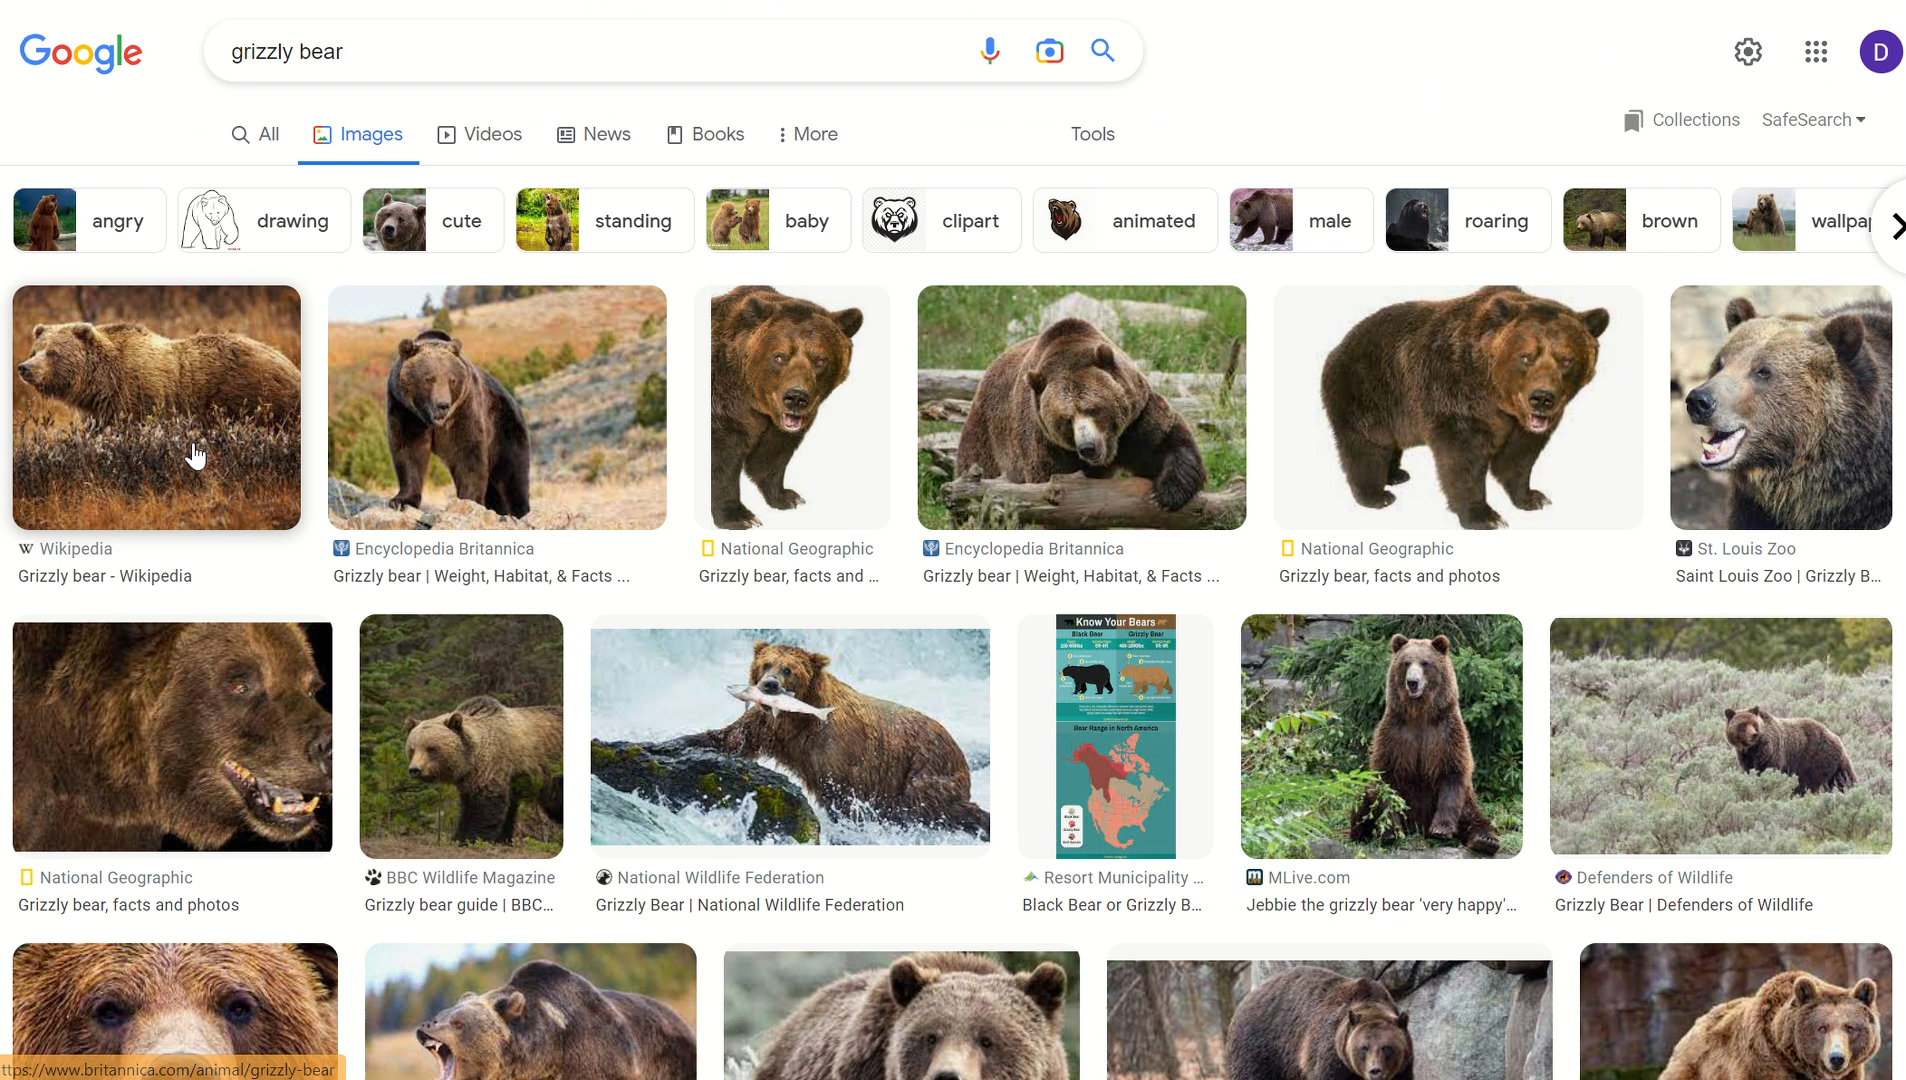 Google
grizzly bear
D
All
Images
Videos
News
Books
More
Tools
Collections
SafeSearch
angry
drawing
cute
standing
baby
clipart
animated
male
roaring
brown
wallpa
W Wikipedia
Grizzly bear - Wikipedia
Encyclopedia Britannica
Grizzly bear | Weight, Habitat, & Facts ...
National Geographic
Grizzly bear, facts and ...
Encyclopedia Britannica
Grizzly bear | Weight, Habitat, & Facts ...
National Geographic
Grizzly bear, facts and photos
St. Louis Zoo
Saint Louis Zoo | Grizzly B...
Know Your Bears
Black Bear
Grizzly Bear
Bear Range in North America
National Geographic
Grizzly bear, facts and photos
BBC Wildlife Magazine
Grizzly bear guide | BBC...
National Wildlife Federation
Grizzly Bear | National Wildlife Federation
Resort Municipality ...
Black Bear or Grizzly B...
MLive.com
Jebbie the grizzly bear 'very happy'...
Defenders of Wildlife
Grizzly Bear | Defenders of Wildlife
ttps://www.britannica.com/animal/grizzly-bear